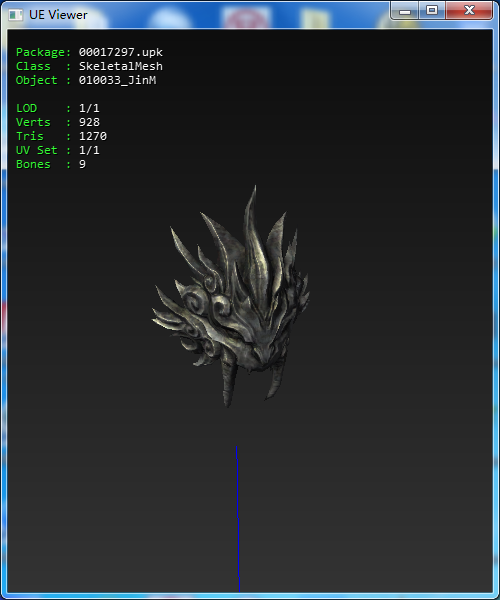 UE Viewer
Package: 00017297.upk
Class : SkeletalMesh
Object : 010033_JinM
LOD : 1/1
Verts : 928
Tris : 1270
UV Set : 1/1
Bones : 9